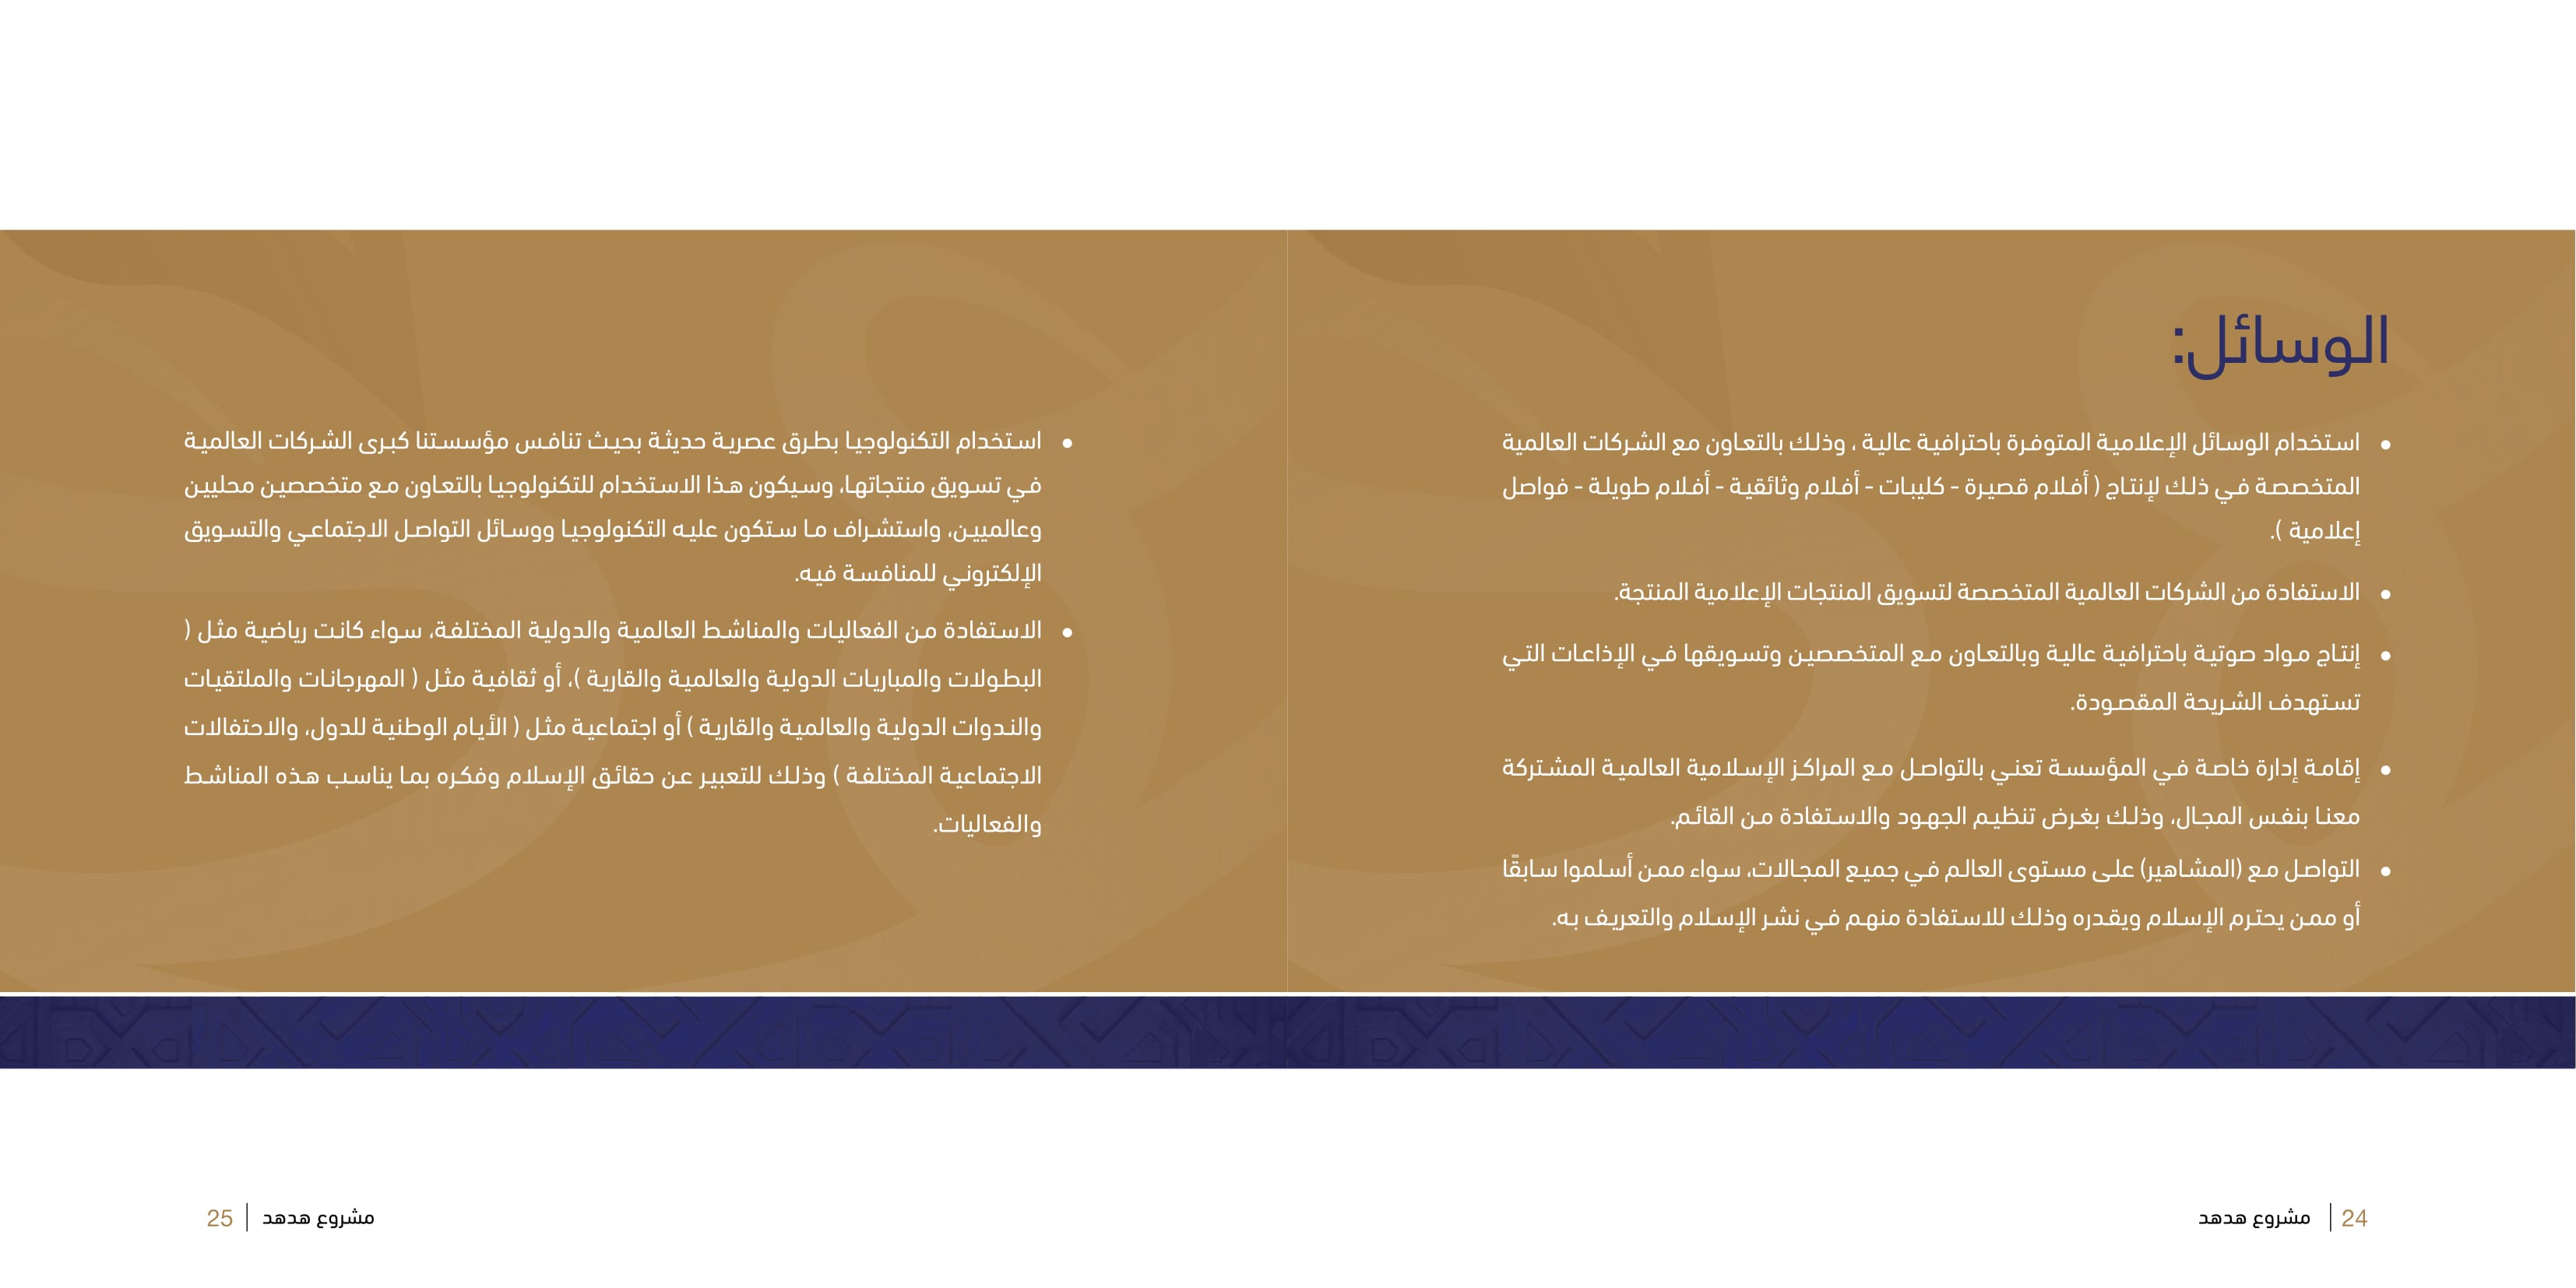 الوسائل:
• استخدام الوسائل الإعلامية المتوفرة باحترافية عالية ، وذلك بالتعاون مع الشركات العالمية
المتخصصة في ذلك لإنتاج ( أفلام قصيرة - كليبات - أفلام وثائقية - أفلام طويلة - فواصل
إعلامية ).
• الاستفادة من الشركات العالمية المتخصصة لتسويق المنتجات الإعلامية المنتجة.
• إنتاج مواد صوتية باحترافية عالية وبالتعاون مع المتخصصين وتسويقها في الإذاعات التي
تستهدف الشريحة المقصودة.
• إقامة إدارة خاصة في المؤسسة تعني بالتواصل مع المراكز الإسلامية العالمية المشتركة
معنا بنفس المجال، وذلك بغرض تنظيم الجهود والاستفادة من القائم.
• التواصل مع (المشاهير) على مستوى العالم في جميع المجالات، سواء ممن أسلموا سابقًا
أو ممن يحترم الإسلام ويقدره وذلك للاستفادة منهم في نشر الإسلام والتعريف به.
24 | مشروع هدهد
• استخدام التكنولوجيا بطرق عصرية حديثة بحيث تنافس مؤسستنا كبرى الشركات العالمية
في تسويق منتجاتها، وسيكون هذا الاستخدام للتكنولوجيا بالتعاون مع متخصصين محليين
وعالميين، واستشراف ما ستكون عليه التكنولوجيا ووسائل التواصل الاجتماعي والتسويق
الإلكتروني للمنافسة فيه.
• الاستفادة من الفعاليات والمناشط العالمية والدولية المختلفة، سواء كانت رياضية مثل (
البطولات والمباريات الدولية والعالمية والقارية )، أو ثقافية مثل ( المهرجانات والملتقيات
والندوات الدولية والعالمية والقارية ) أو اجتماعية مثل ( الأيام الوطنية للدول، والاحتفالات
الاجتماعية المختلفة ) وذلك للتعبير عن حقائق الإسلام وفكره بما يناسب هذه المناشط
والفعاليات.
مشروع هدهد | 25